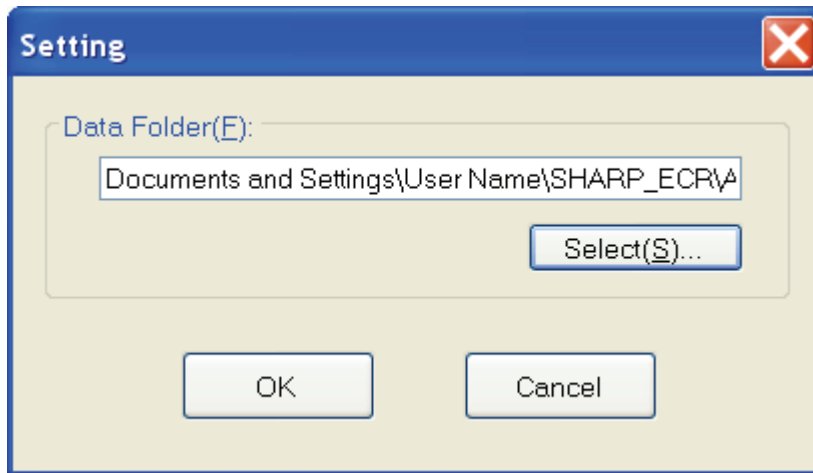 Setting
Data Folder(F):
Documents and Settings\User Name\SHARP_ECR\A
Select(S)...
OK
Cancel